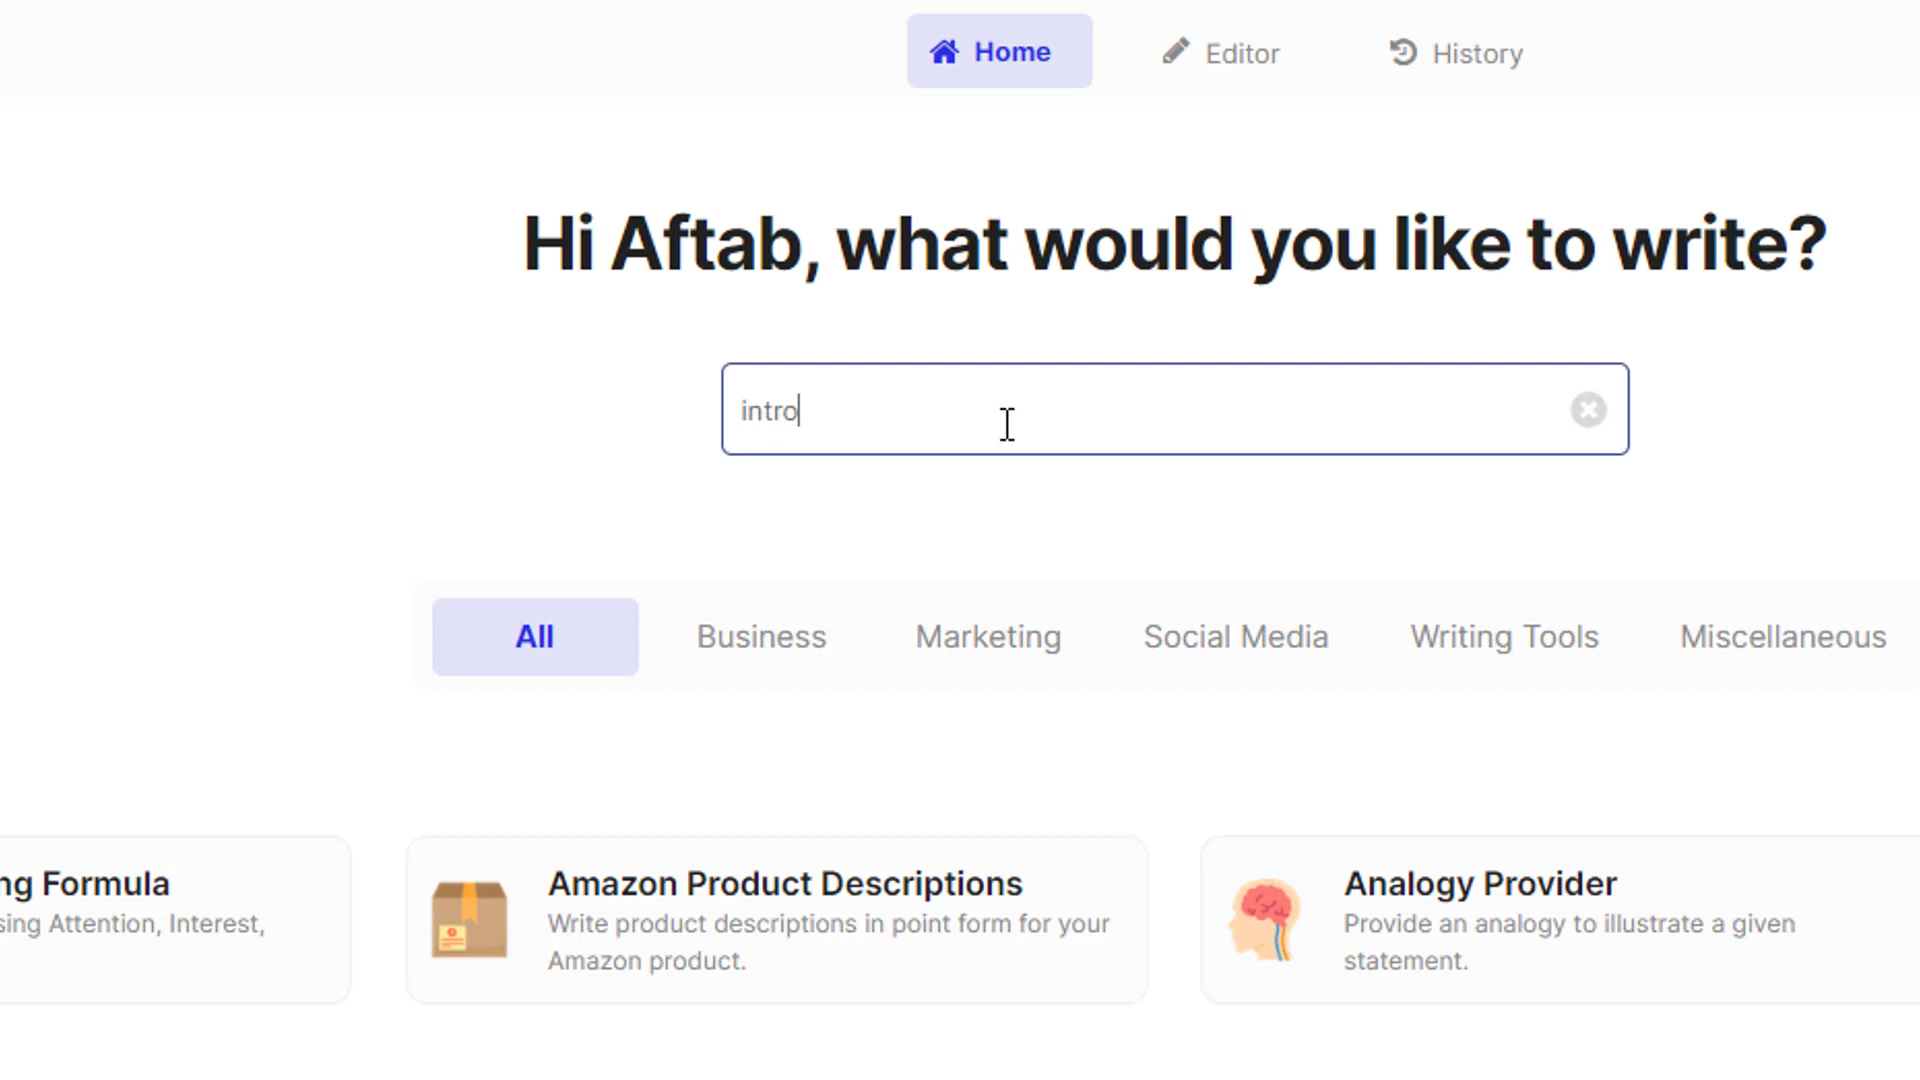 Home Editor History
Hi Aftab, what would you like to write?
intro
All Business Marketing Social Media Writing Tools Miscellaneous
ng Formula
sing Attention, Interest,
Amazon Product Descriptions
Write product descriptions in point form for your
Amazon product.
Analogy Provider
Provide an analogy to illustrate a given
statement.